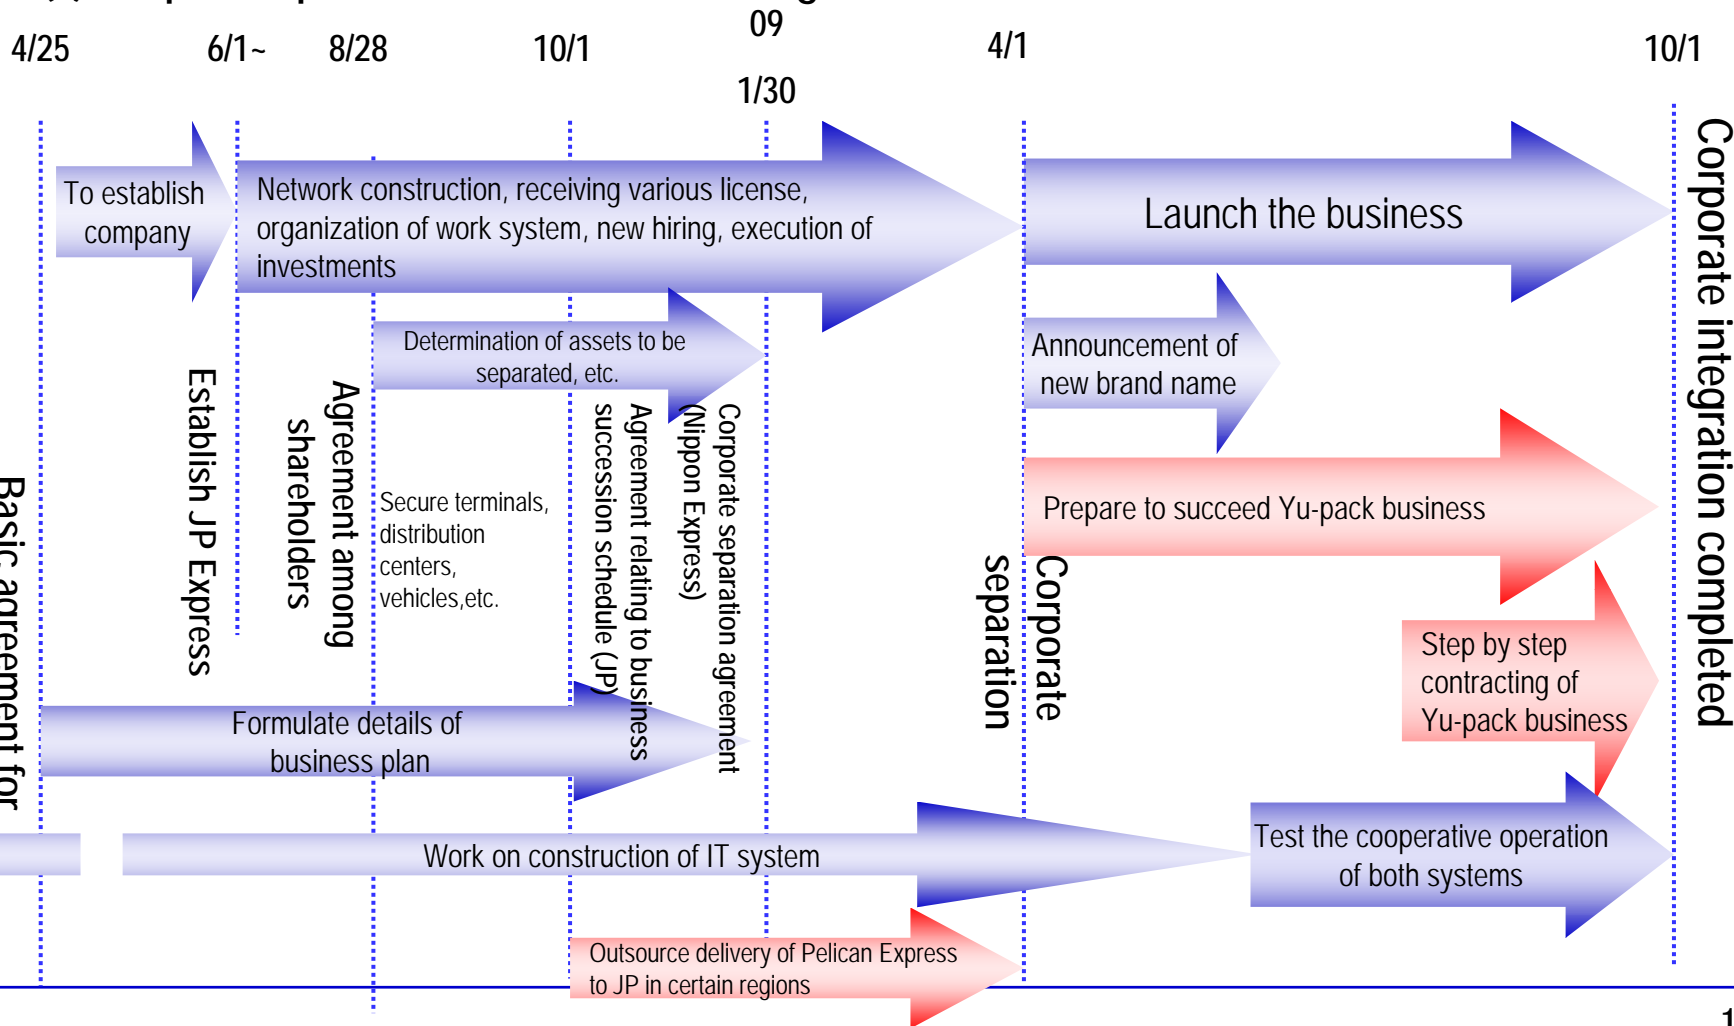 09
4/25
6/1~
8/28
10/1
1/30
4/1
10/1
To establish
company
Network construction, receiving various license,
organization of work system, new hiring, execution of
investments
Launch the business
Determination of assets to be
separated, etc.
Announcement of
new brand name
Prepare to succeed Yu-pack business
Step by step
contracting of
Yu-pack business
Secure terminals,
distribution
centers,
vehicles,etc.
Basic agreement for
Establish JP Express
Agreement among
shareholders
Corporate separation agreement
(Nippon Express)
Agreement relating to business
succession schedule (JP)
Corporate
separation
Corporate integration completed
Formulate details of
business plan
Work on construction of IT system
Test the cooperative operation
of both systems
Outsource delivery of Pelican Express
to JP in certain regions
1